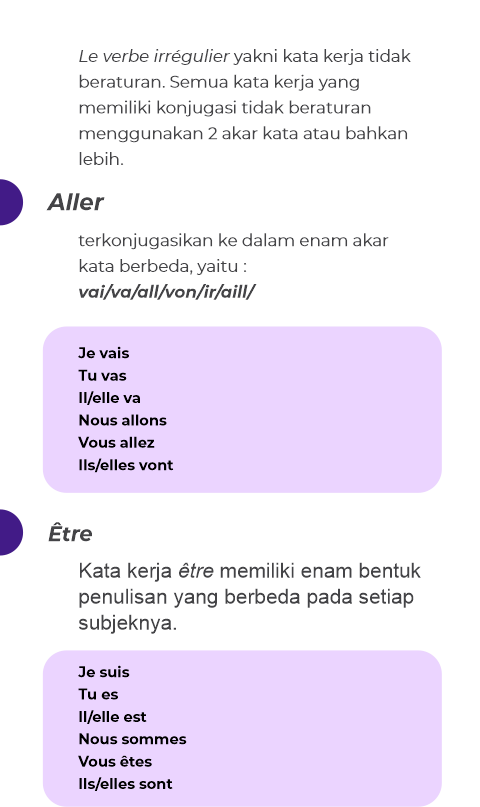 Le verbe irrégulier yakni kata kerja tidak
beraturan. Semua kata kerja yang
memiliki konjugasi tidak beraturan
menggunakan 2 akar kata atau bahkan
lebih.
Aller
terkonjugasikan ke dalam enam akar
kata berbeda, yaitu :
vai/va/all/von/ir/aill/
Je vais
Tu vas
Il/elle va
Nous allons
Vous allez
Ils/elles vont
Être
Kata kerja être memiliki enam bentuk
penulisan yang berbeda pada setiap
subjeknya.
Je suis
Tu es
Il/elle est
Nous sommes
Vous êtes
Ils/elles sont